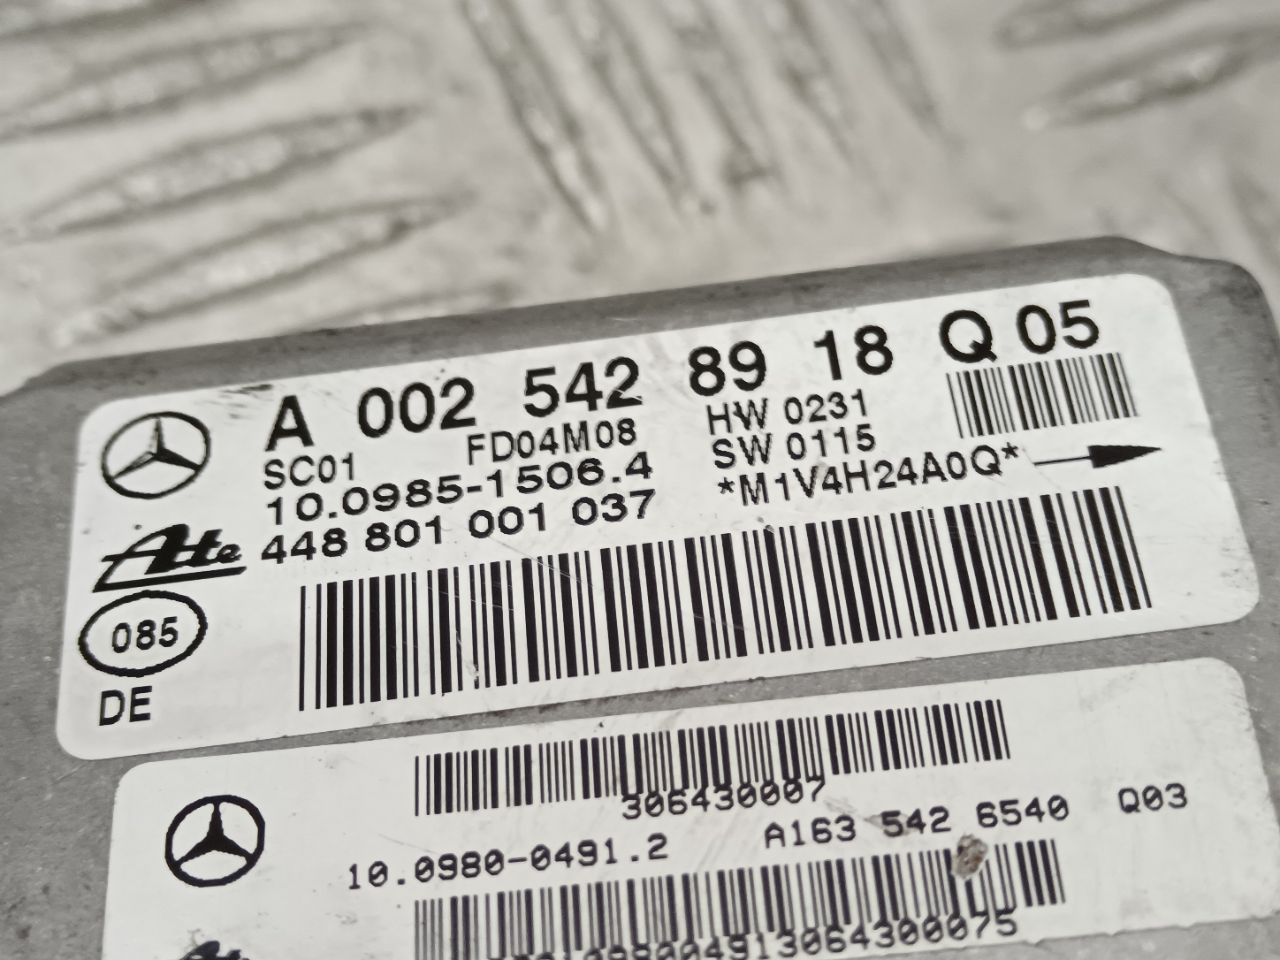 A 002 542 89 18 Q 05
SC01 FD04M08 HW 0231
10.0985-1506.4 SW 0115
448 801 001 037 *M1V4H24A0Q*
Ate
085
DE
306430007
10.0980-0491.2 A163 542 6540 Q03